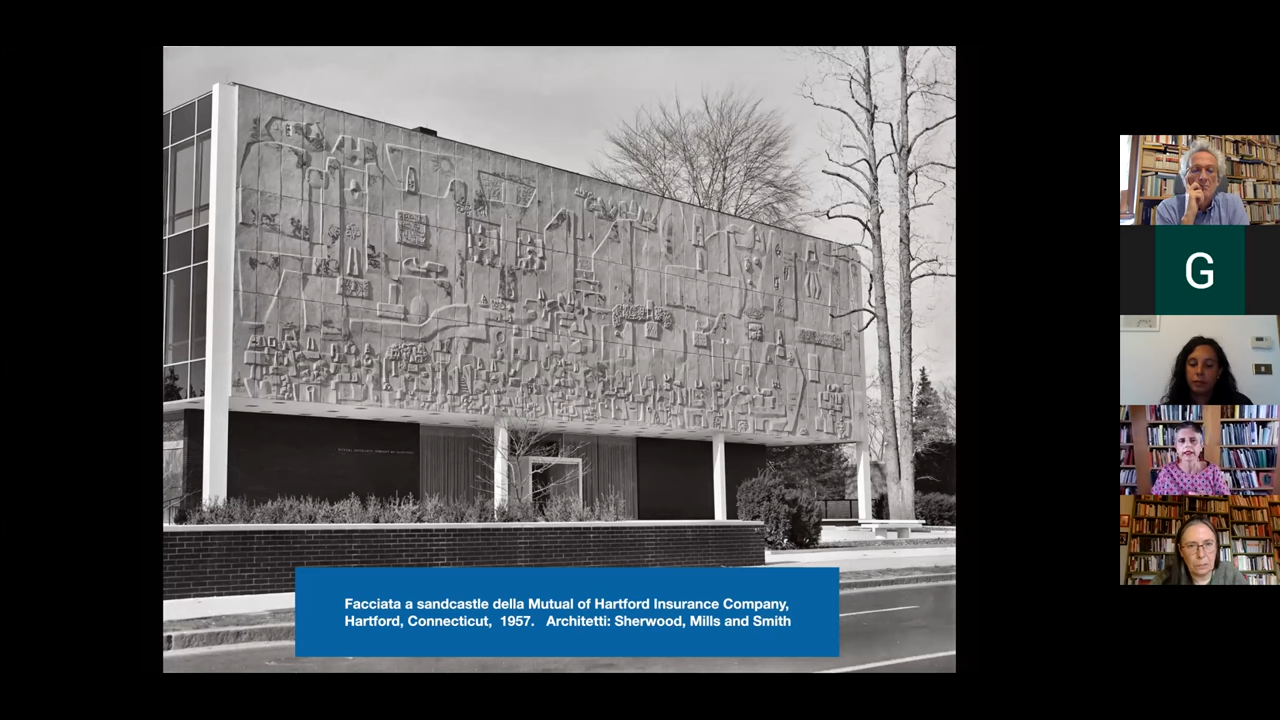 Facciata a sandcastle della Mutual of Hartford Insurance Company,
Hartford, Connecticut, 1957. Architetti: Sherwood, Mills and Smith
G